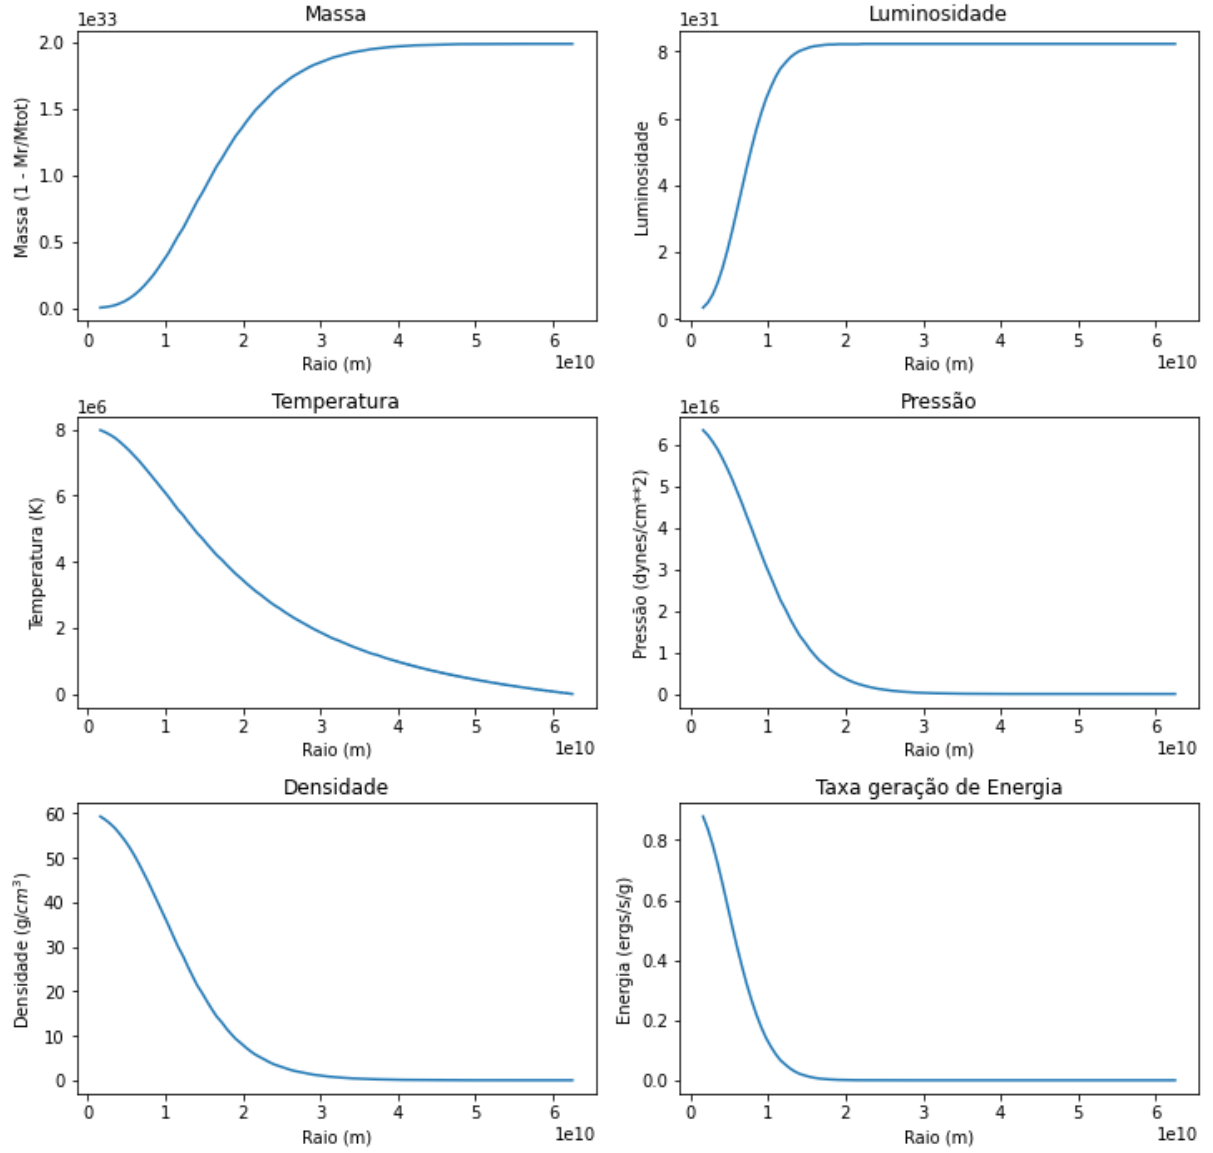 Massa
1e33
Massa (1 - Mr/Mtot)
2.0
1.5
1.0
0.5
0.0
0 1 2 3 4 5 6
1e10
Raio (m)
Luminosidade
1e31
Luminosidade
8
6
4
2
0
0 1 2 3 4 5 6
1e10
Raio (m)
Temperatura
1e6
Temperatura (K)
8
6
4
2
0
0 1 2 3 4 5 6
1e10
Raio (m)
Pressão
1e16
Pressão (dynes/cm**2)
6
5
4
3
2
1
0
0 1 2 3 4 5 6
1e10
Raio (m)
Densidade
Densidade (g/cm³)
60
50
40
30
20
10
0
0 1 2 3 4 5 6
1e10
Raio (m)
Taxa geração de Energia
Energia (ergs/s/g)
0.8
0.6
0.4
0.2
0.0
0 1 2 3 4 5 6
1e10
Raio (m)